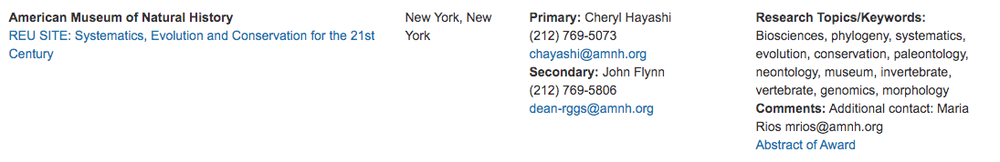 American Museum of Natural History
REU SITE: Systematics, Evolution and Conservation for the 21st
Century
New York, New
York
Primary: Cheryl Hayashi
(212) 769-5073
chayashi@amnh.org
Secondary: John Flynn
(212) 769-5806
dean-rggs@amnh.org
Research Topics/Keywords:
Biosciences, phylogeny, systematics,
evolution, conservation, paleontology,
neontology, museum, invertebrate,
vertebrate, genomics, morphology
Comments: Additional contact: Maria
Rios mrios@amnh.org
Abstract of Award